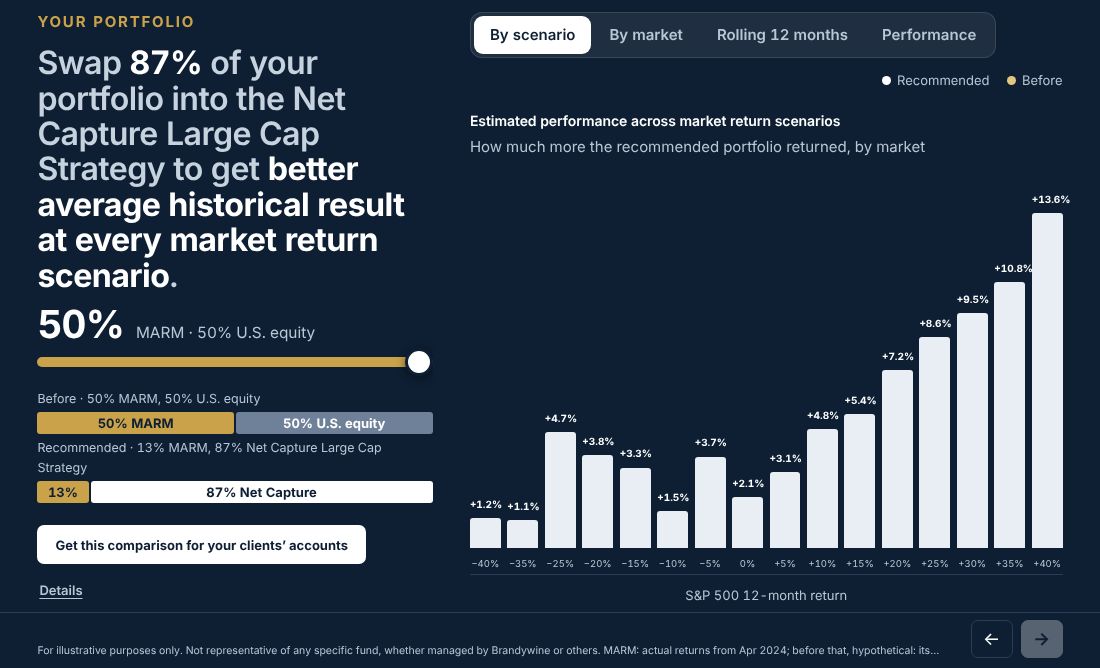 YOUR PORTFOLIO
Swap 87% of your
portfolio into the Net
Capture Large Cap
Strategy to get better
average historical result
at every market return
scenario.
50% MARM · 50% U.S. equity
Before · 50% MARM, 50% U.S. equity
50% MARM 50% U.S. equity
Recommended · 13% MARM, 87% Net Capture Large Cap
Strategy
13% 87% Net Capture
Get this comparison for your clients’ accounts
Details
By scenario By market Rolling 12 months Performance
Recommended Before
Estimated performance across market return scenarios
How much more the recommended portfolio returned, by market
+1.2% +1.1% +4.7% +3.8% +3.3% +1.5% +3.7% +2.1% +3.1% +4.8% +5.4% +7.2% +8.6% +9.5% +10.8% +13.6%
−40% −35% −25% −20% −15% −10% −5% 0% +5% +10% +15% +20% +25% +30% +35% +40%
S&P 500 12-month return
For illustrative purposes only. Not representative of any specific fund, whether managed by Brandywine or others. MARM: actual returns from Apr 2024; before that, hypothetical: its...
← →